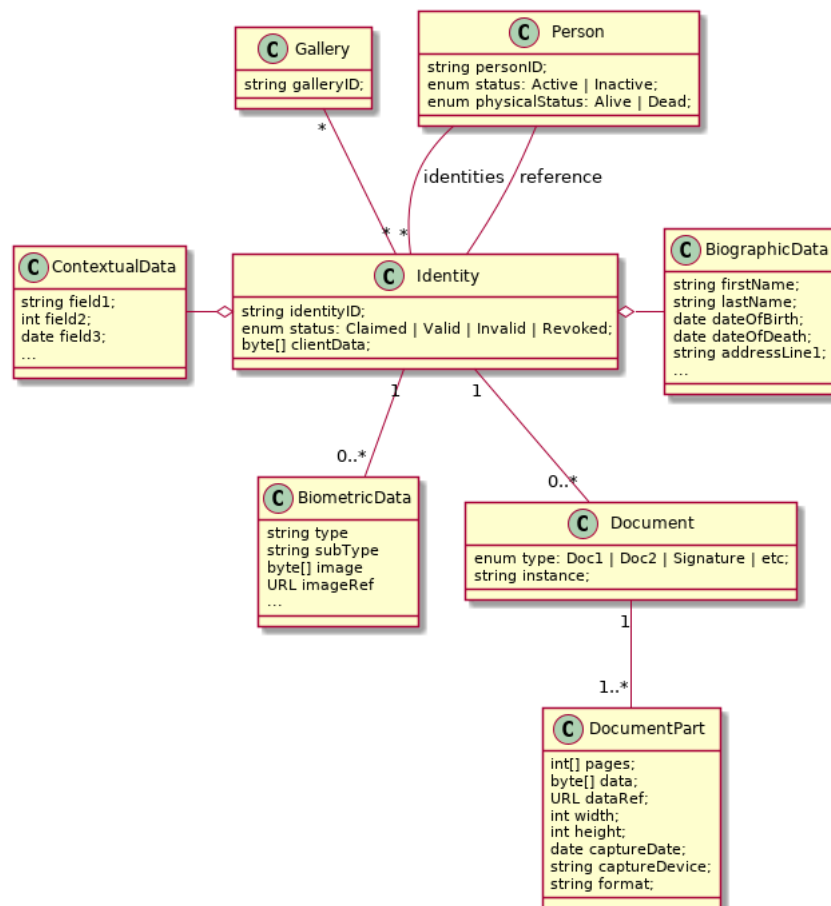 C Gallery
string galleryID;
C Person
string personID;
enum status: Active | Inactive;
enum physicalStatus: Alive | Dead;
*
identities
reference
*
*
C ContextualData
string field1;
int field2;
date field3;
...
C Identity
string identityID;
enum status: Claimed | Valid | Invalid | Revoked;
byte[] clientData;
C BiographicData
string firstName;
string lastName;
date dateOfBirth;
date dateOfDeath;
string addressLine1;
...
1
1
0..*
0..*
C BiometricData
string type
string subType
byte[] image
URL imageRef
...
C Document
enum type: Doc1 | Doc2 | Signature | etc;
string instance;
1
1..*
C DocumentPart
int[] pages;
byte[] data;
URL dataRef;
int width;
int height;
date captureDate;
string captureDevice;
string format;